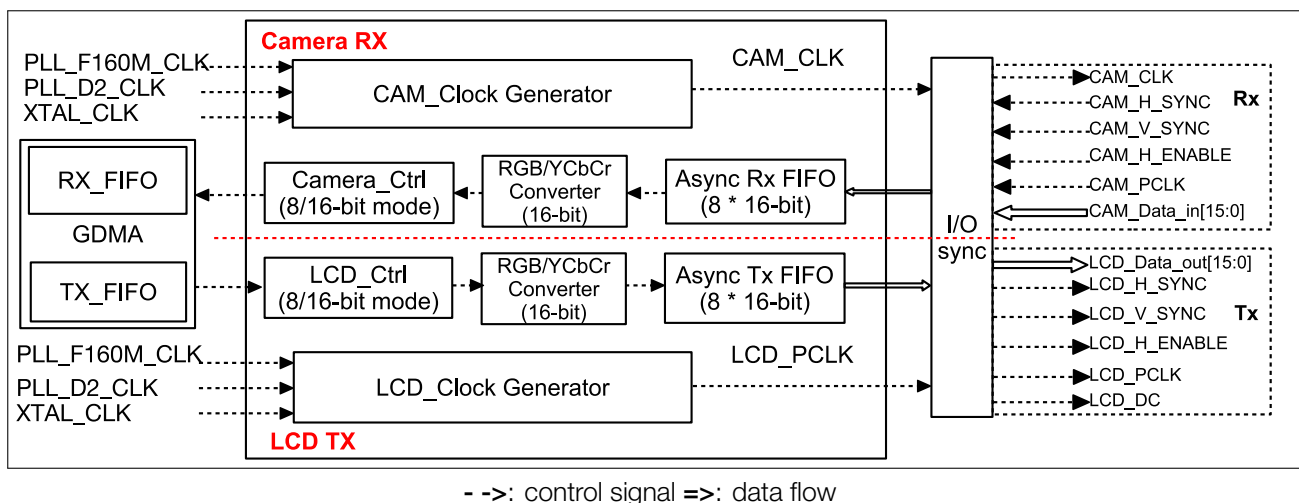 Camera RX
PLL_F160M_CLK
PLL_D2_CLK
XTAL_CLK
CAM_Clock Generator
CAM_CLK
RX_FIFO
GDMA
TX_FIFO
Camera_Ctrl
(8/16-bit mode)
RGB/YCbCr
Converter
(16-bit)
Async Rx FIFO
(8 * 16-bit)
LCD_Ctrl
(8/16-bit mode)
RGB/YCbCr
Converter
(16-bit)
Async Tx FIFO
(8 * 16-bit)
PLL_F160M_CLK
PLL_D2_CLK
XTAL_CLK
LCD_Clock Generator
LCD_PCLK
LCD TX
I/O
sync
CAM_CLK
CAM_H_SYNC
Rx
CAM_V_SYNC
CAM_H_ENABLE
CAM_PCLK
CAM_Data_in[15:0]
LCD_Data_out[15:0]
LCD_H_SYNC
LCD_V_SYNC
Tx
LCD_H_ENABLE
LCD_PCLK
LCD_DC
- ->: control signal =>: data flow